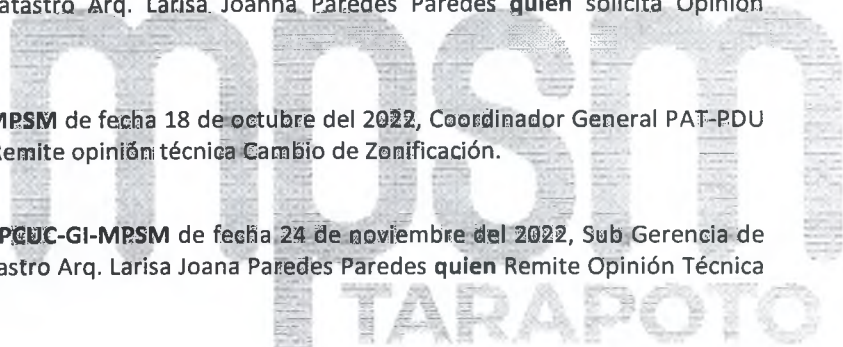 atastro Arq. Larisa Joanna Paredes Paredes quien solicita Opinión
MPSM de fecha 18 de octubre del 2022, Coordinador General PAT-PDU
Remite opinión técnica Cambio de Zonificación.
PCUC-GI-MPSM de fecha 24 de noviembre del 2022, Sub Gerencia de
astro Arq. Larisa Joana Paredes Paredes quien Remite Opinión Técnica
mpsm
TARAPOTO